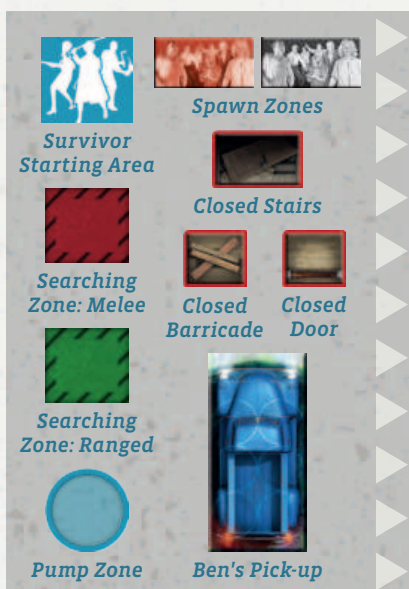 Survivor
Starting Area
Spawn Zones
Closed Stairs
Searching
Zone: Melee
Closed
Barricade
Closed
Door
Searching
Zone: Ranged
Pump Zone
Ben's Pick-up